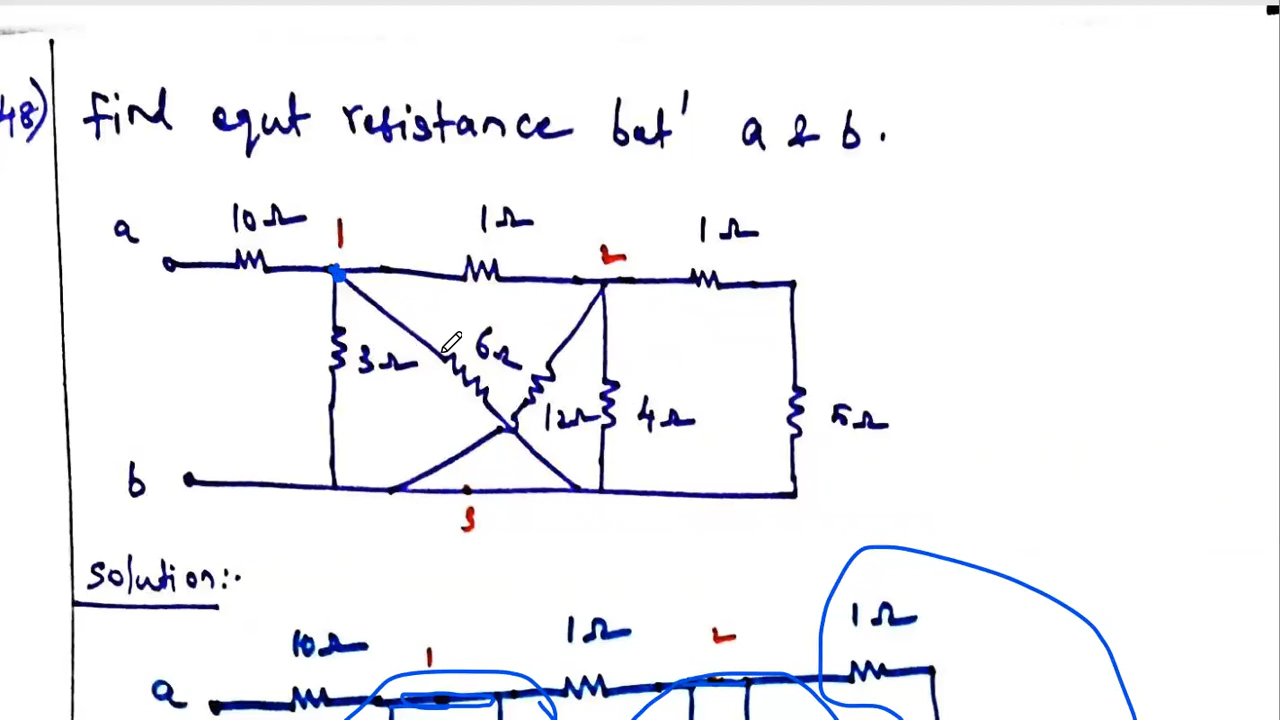 48) find equt resistance bet' a & b.
a 10Ω 1 1Ω 2 1Ω
3Ω 6Ω 12Ω 4Ω 5Ω
b
3
Solution:-
10Ω 1 1Ω 2 1Ω
a